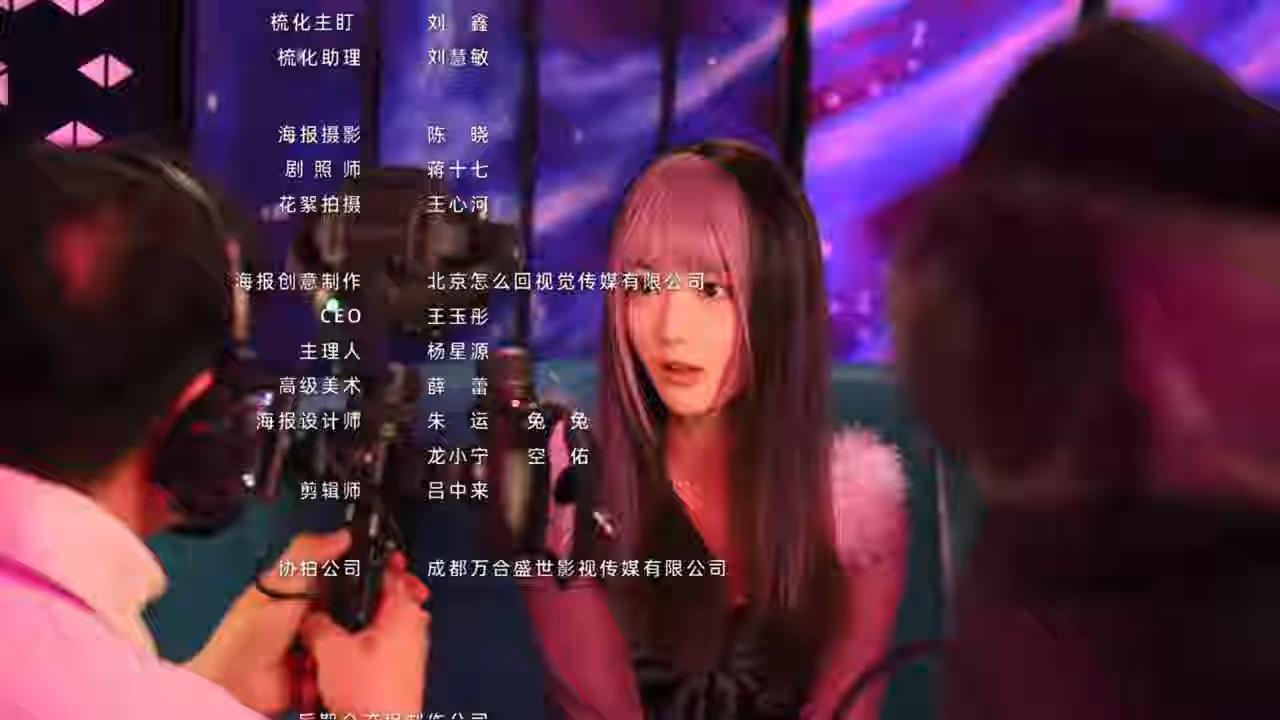 梳化主盯 刘 鑫
梳化助理 刘慧敏
海报摄影 陈 晓
剧 照 师 蒋十七
花絮拍摄 王心河
海报创意制作 北京怎么回视觉传媒有限公司
CEO 王玉彤
主理人 杨星源
高级美术 薛 蕾
海报设计师 朱 运 兔 兔
龙小宁 空 佑
剪辑师 吕中来
协拍公司 成都万合盛世影视传媒有限公司